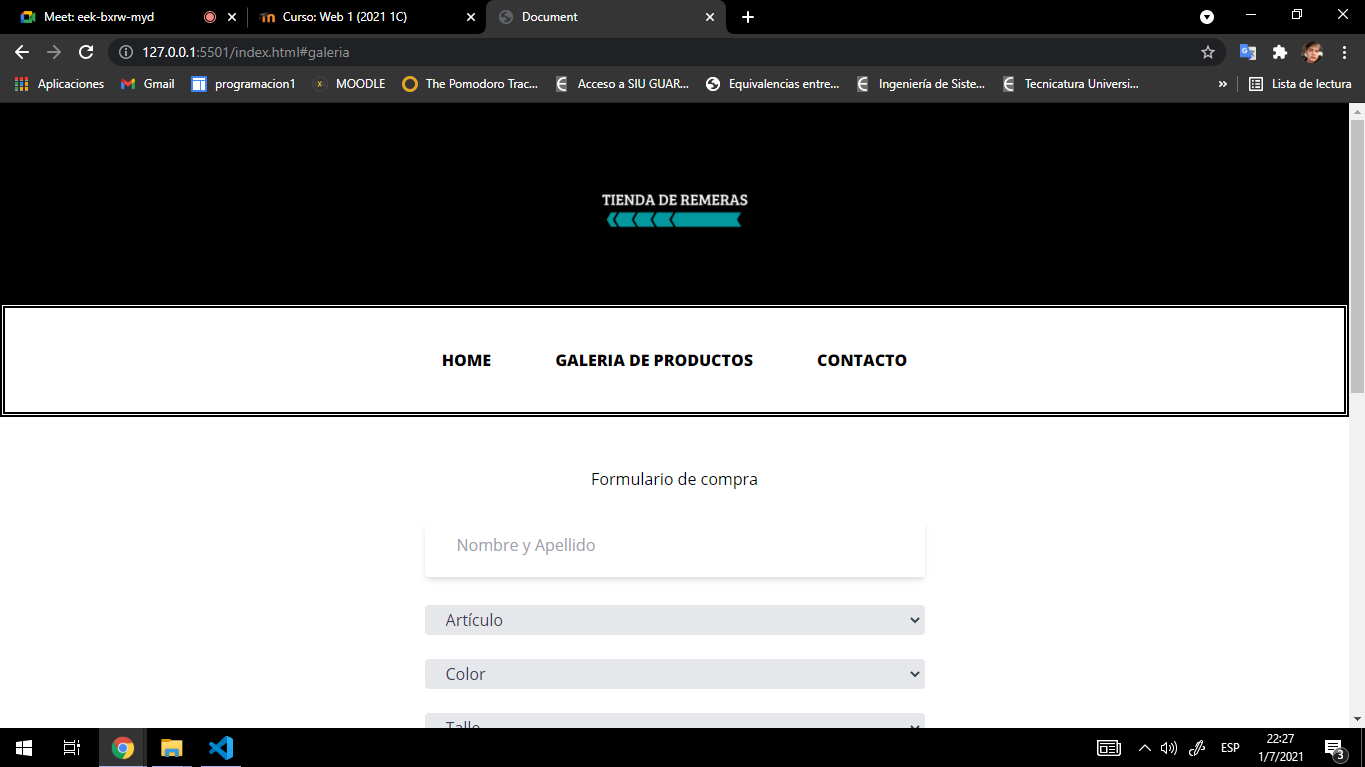 Meet: eek-bxrw-myd
Curso: Web 1 (2021 1C)
Document
127.0.0.1:5501/index.html#galeria
Aplicaciones
Gmail
programacion1
MOODLE
The Pomodoro Trac...
Acceso a SIU GUAR...
Equivalencias entre...
Ingeniería de Siste...
Tecnicatura Universi...
»
Lista de lectura
TIENDA DE REMERAS
HOME
GALERIA DE PRODUCTOS
CONTACTO
Formulario de compra
Nombre y Apellido
Artículo
Color
Talle
ESP
22:27
1/7/2021
3